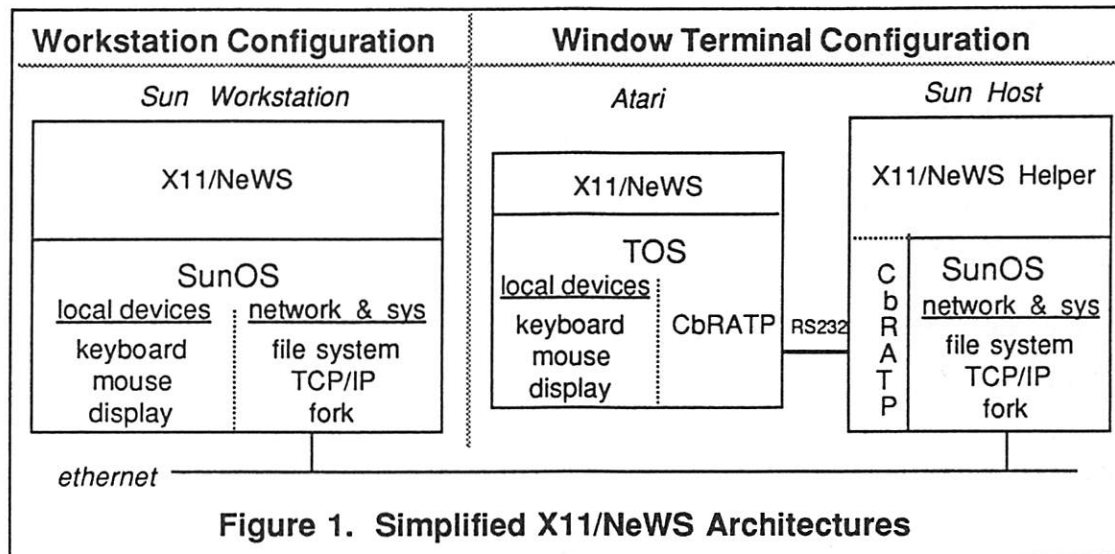 Workstation Configuration
Window Terminal Configuration
Sun Workstation
Atari
Sun Host
X11/NeWS
SunOS
local devices
keyboard
mouse
display
network & sys
file system
TCP/IP
fork
X11/NeWS
TOS
local devices
keyboard
mouse
display
CbRATP
RS232
X11/NeWS Helper
CbRATP
SunOS
network & sys
file system
TCP/IP
fork
ethernet
Figure 1. Simplified X11/NeWS Architectures